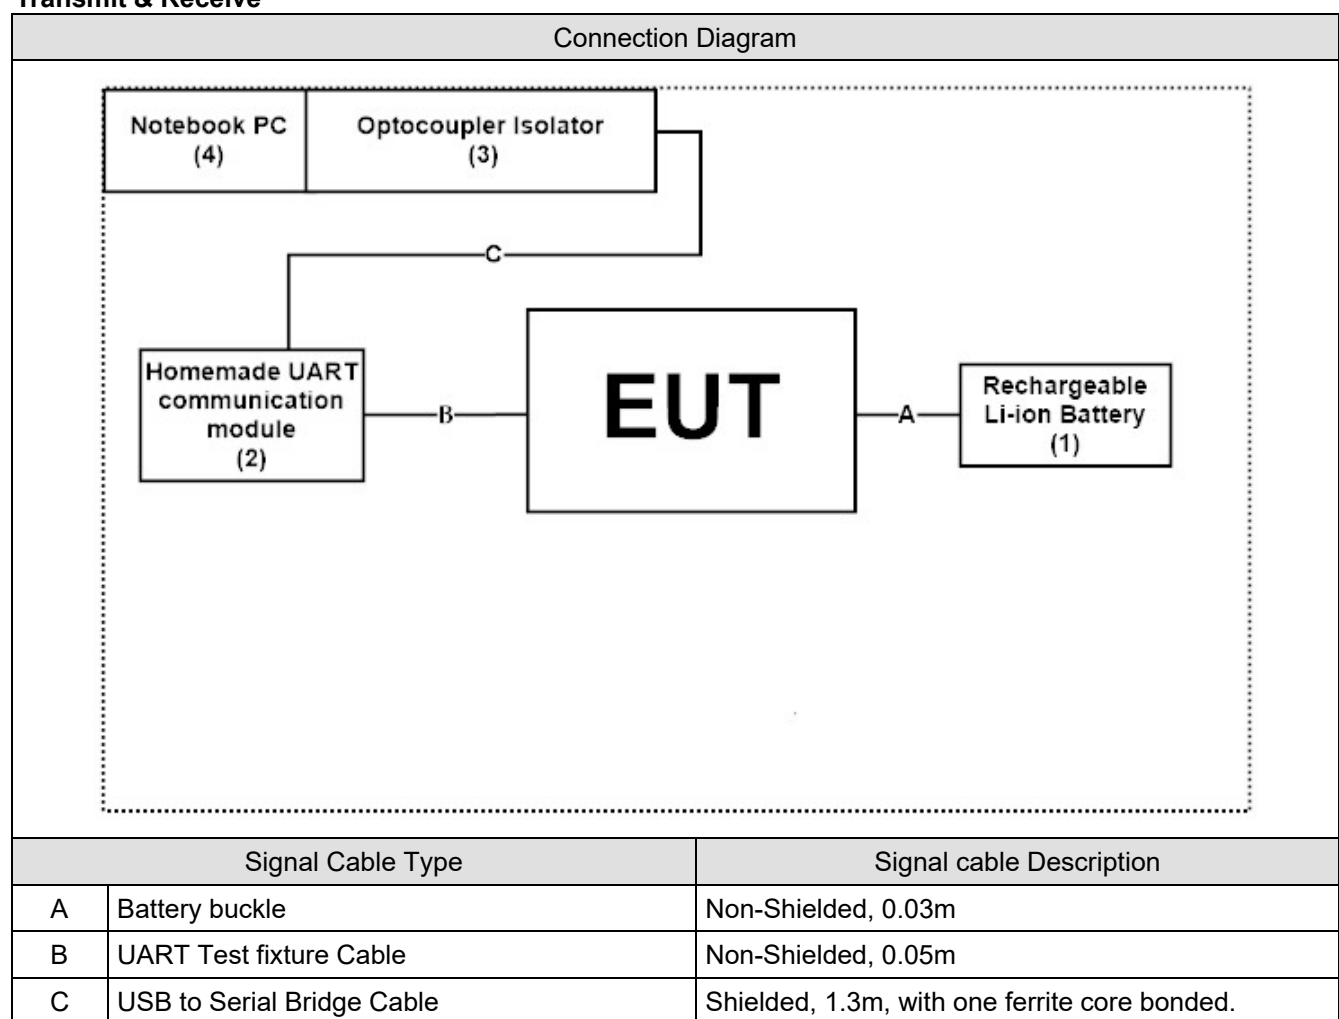 Transmit & Receive
Connection Diagram
Notebook PC
(4)
Optocoupler Isolator
(3)
C
Homemade UART
communication
module
(2)
B
EUT
A
Rechargeable
Li-ion Battery
(1)
Signal Cable Type Signal cable Description
A Battery buckle Non-Shielded, 0.03m
B UART Test fixture Cable Non-Shielded, 0.05m
C USB to Serial Bridge Cable Shielded, 1.3m, with one ferrite core bonded.